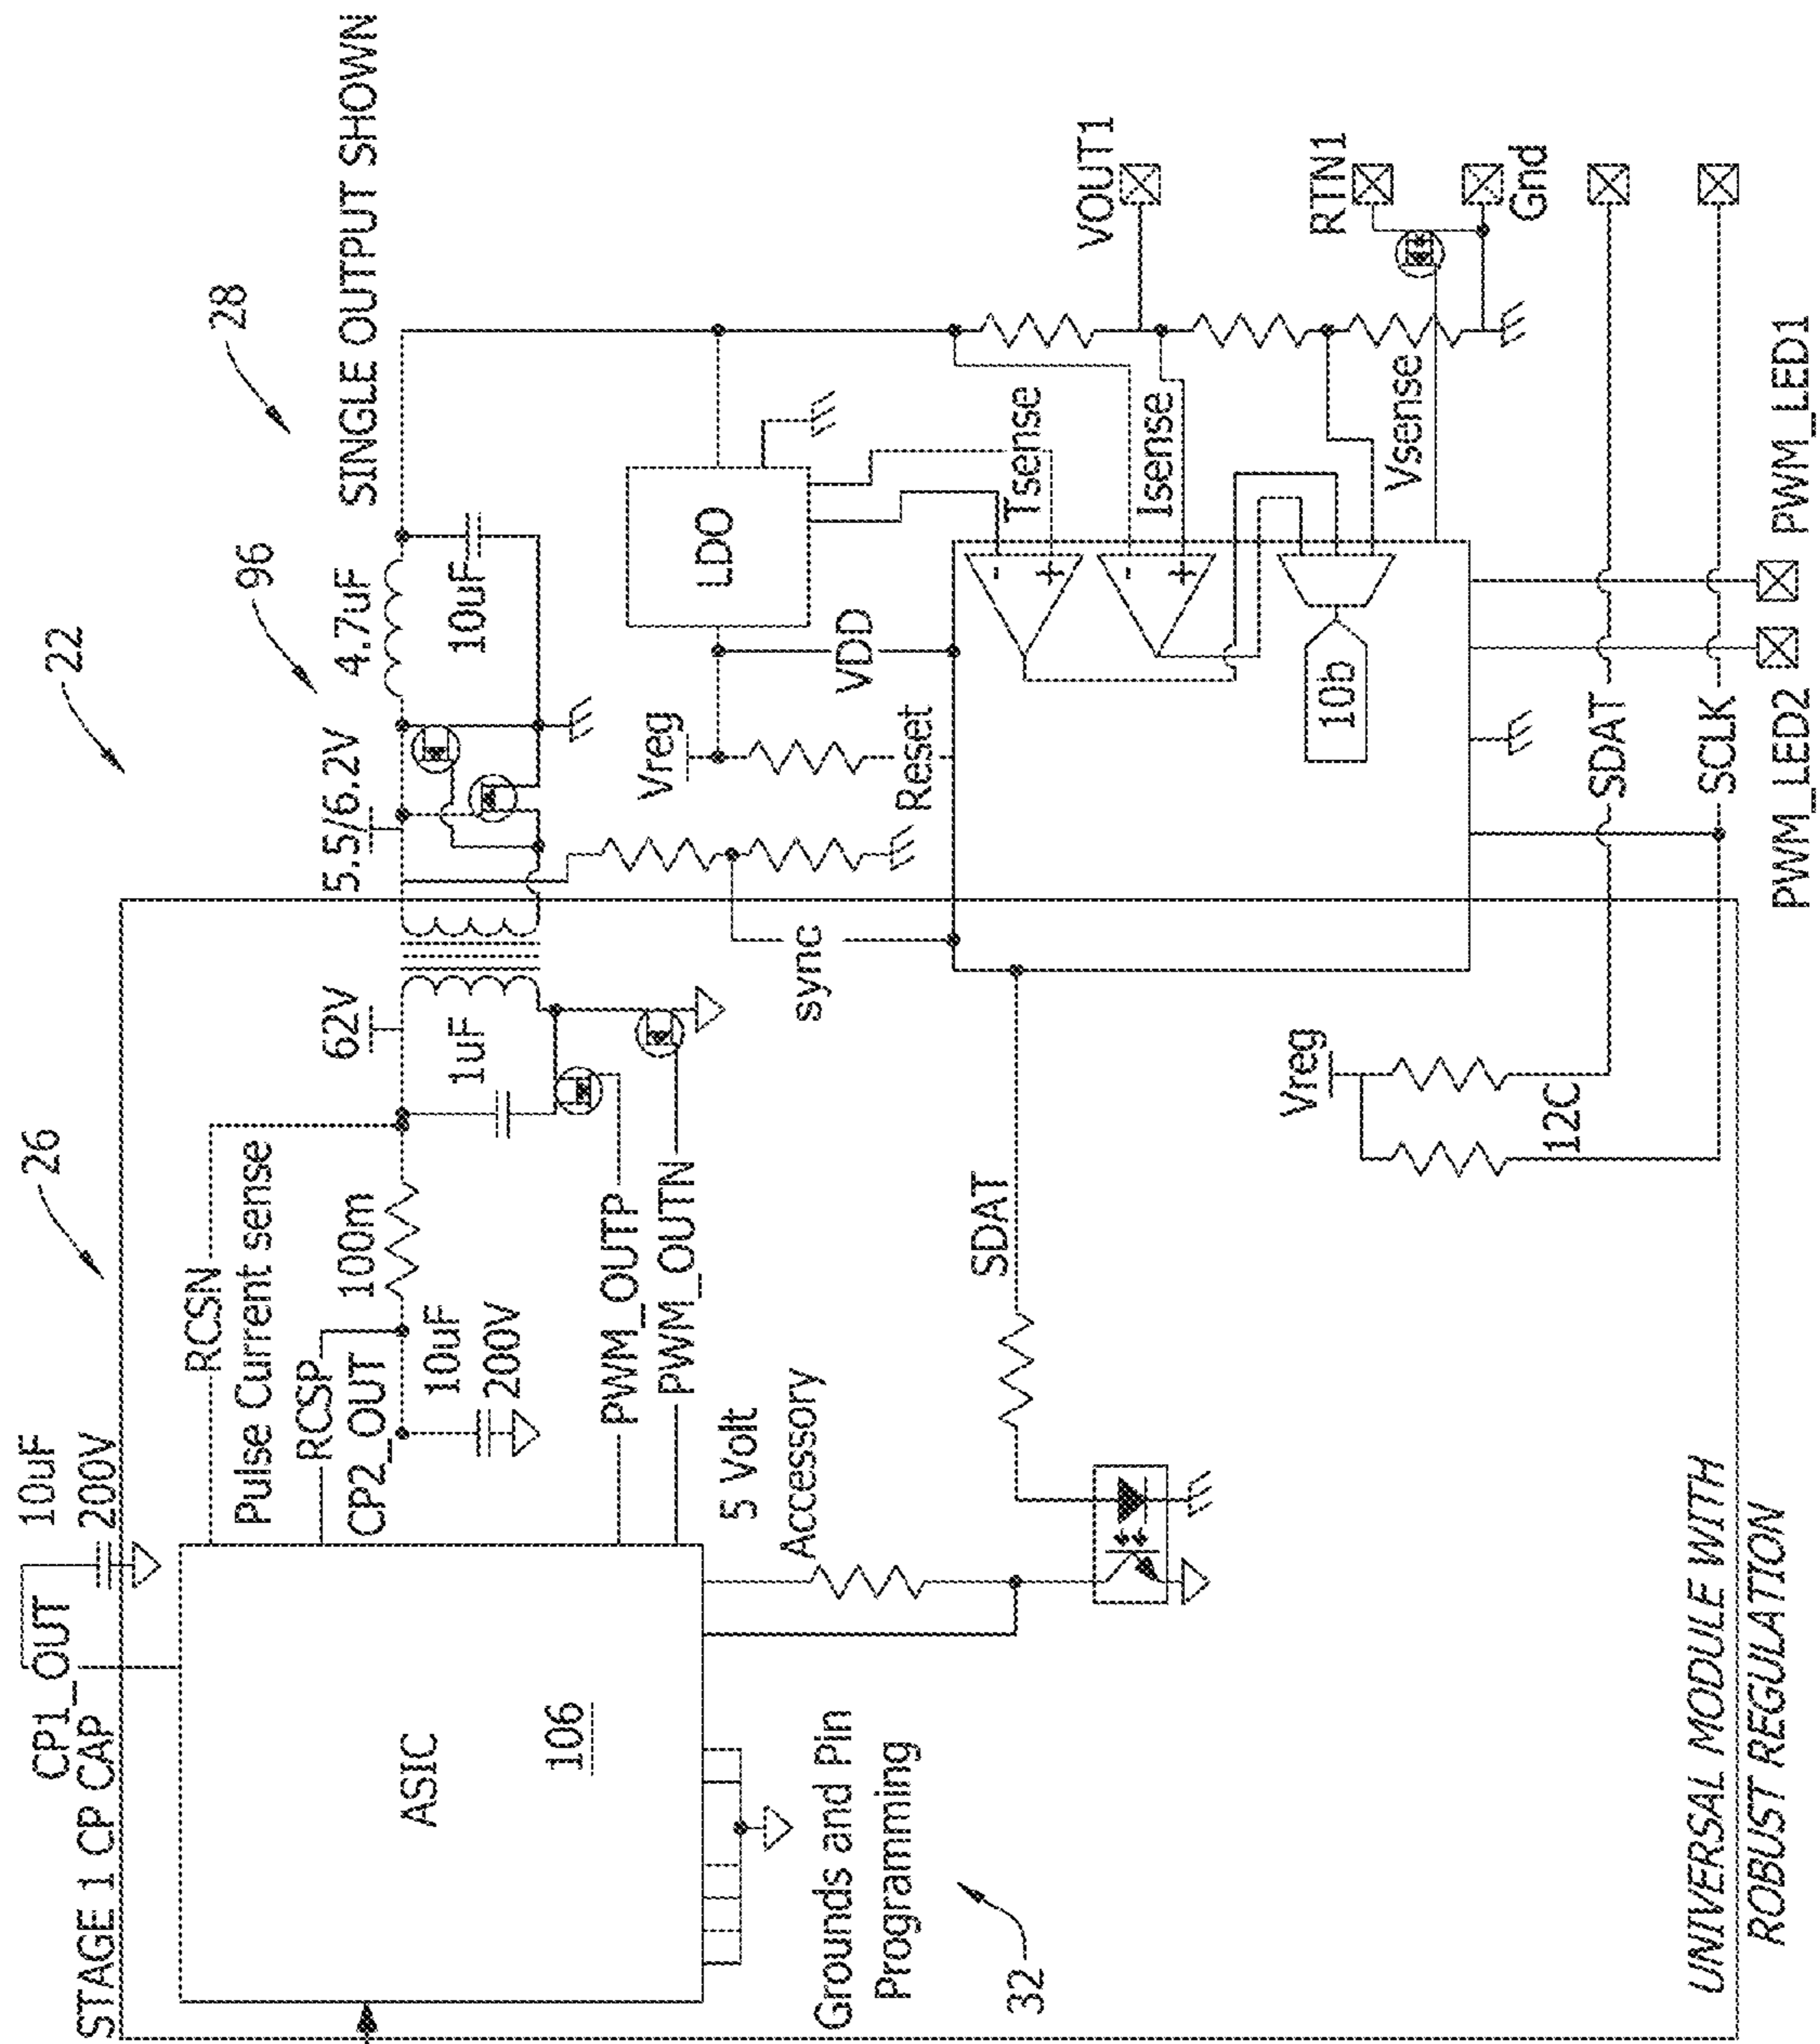 22
26
28
96
SINGLE OUTPUT SHOWN
10uF
200V
CP1_OUT
STAGE 1 CP CAP
RCSN
Pulse Current sense
RCSP
CP2_OUT
100m
10uF
200V
62V
1uF
5.5/6.2V
4.7uF
10uF
PWM_OUTP
PWM_OUTN
ASIC
106
5 Volt
Accessory
Grounds and Pin
Programming
32
sync
Vreg
Reset
VDD
LDO
Tsense
Isense
Vsense
10b
VOUT1
RTN1
Gnd
SDAT
Vreg
12C
SDAT
SCLK
PWM_LED2
PWM_LED1
UNIVERSAL MODULE WITH
ROBUST REGULATION